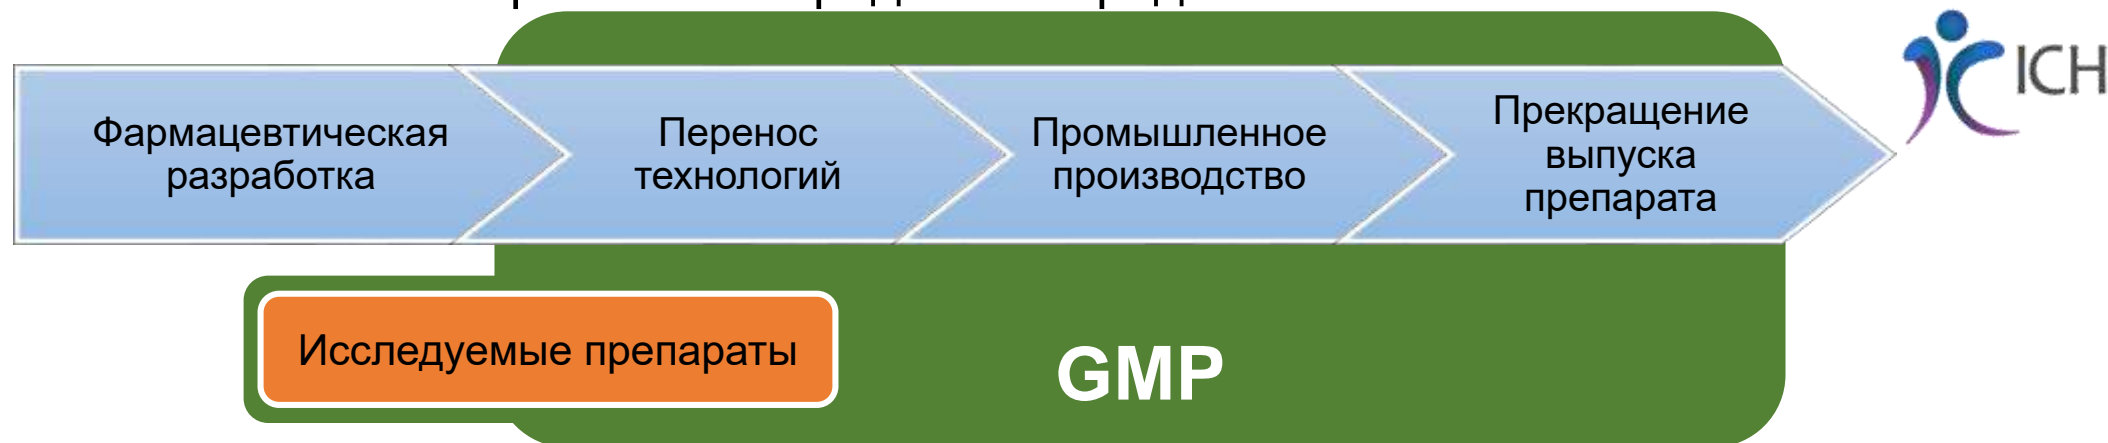 Фармацевтическая
разработка
Перенос
технологий
Промышленное
производство
Прекращение
выпуска
препарата
ICH
Исследуемые препараты
GMP